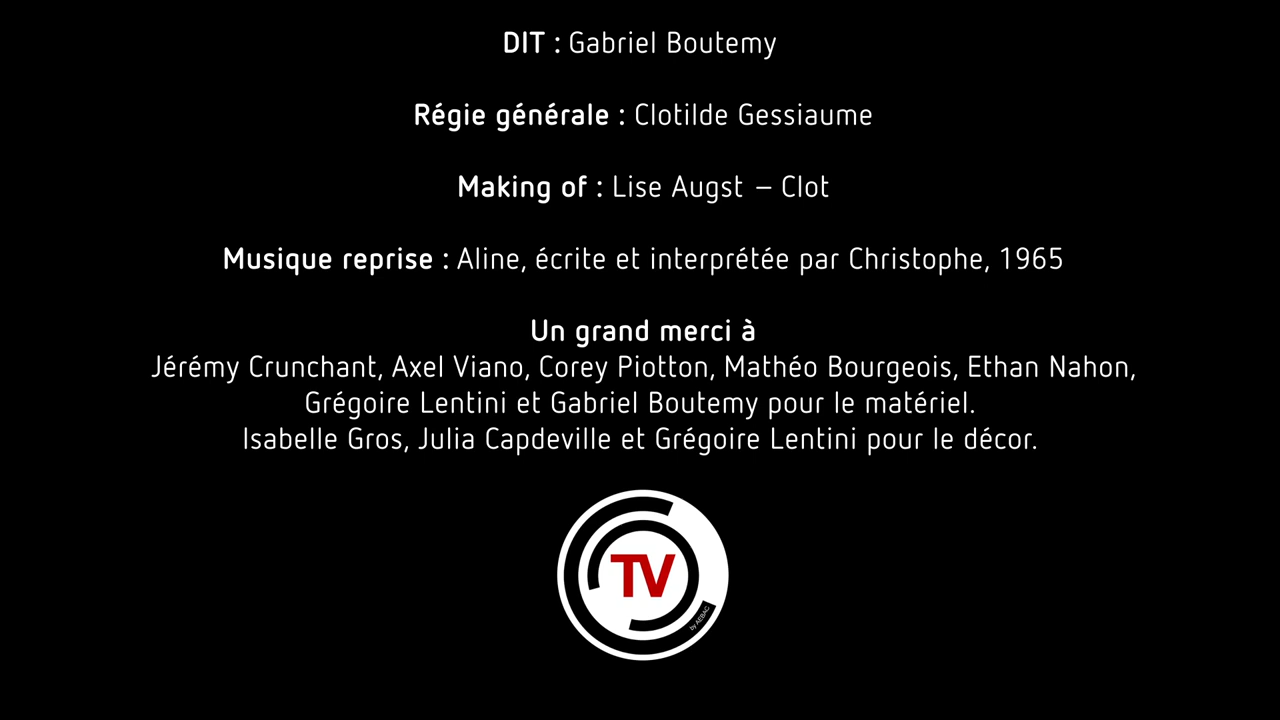 DIT : Gabriel Boutemy
Régie générale : Clotilde Gessiaume
Making of : Lise Augst – Clot
Musique reprise : Aline, écrite et interprétée par Christophe, 1965
Un grand merci à
Jérémy Crunchant, Axel Viano, Corey Piotton, Mathéo Bourgeois, Ethan Nahon,
Grégoire Lentini et Gabriel Boutemy pour le matériel.
Isabelle Gros, Julia Capdeville et Grégoire Lentini pour le décor.
TV
by AEBAC